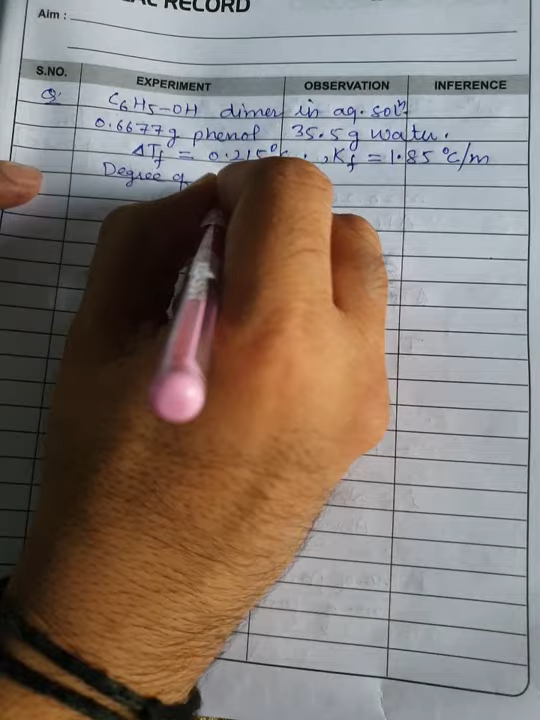 RECORD
Aim :
S.NO. EXPERIMENT OBSERVATION INFERENCE
Q. C6H5-OH dimer in aq. solⁿ.
0.6677g phenol 35.5g water.
ΔTf = 0.215°C , Kf = 1.85 °C/m
Degree of